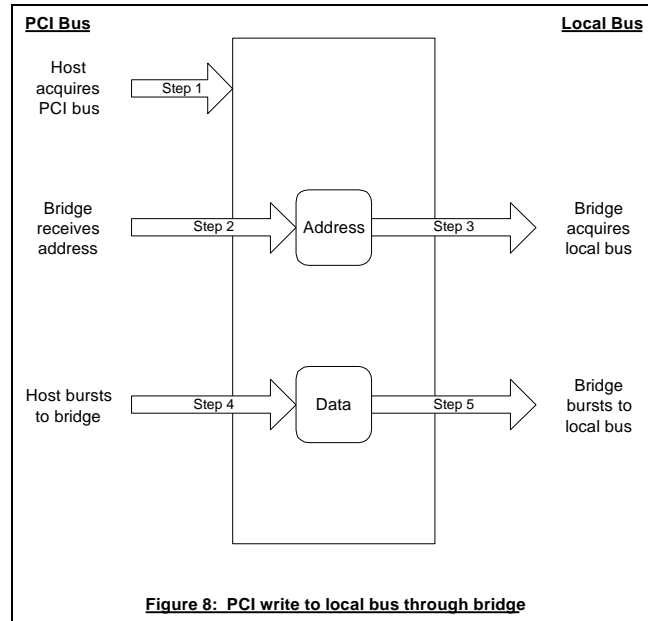 PCI Bus
Local Bus
Host
acquires
PCI bus
Step 1
Bridge
receives
address
Step 2
Address
Step 3
Bridge
acquires
local bus
Host bursts
to bridge
Step 4
Data
Step 5
Bridge
bursts to
local bus
Figure 8: PCI write to local bus through bridge